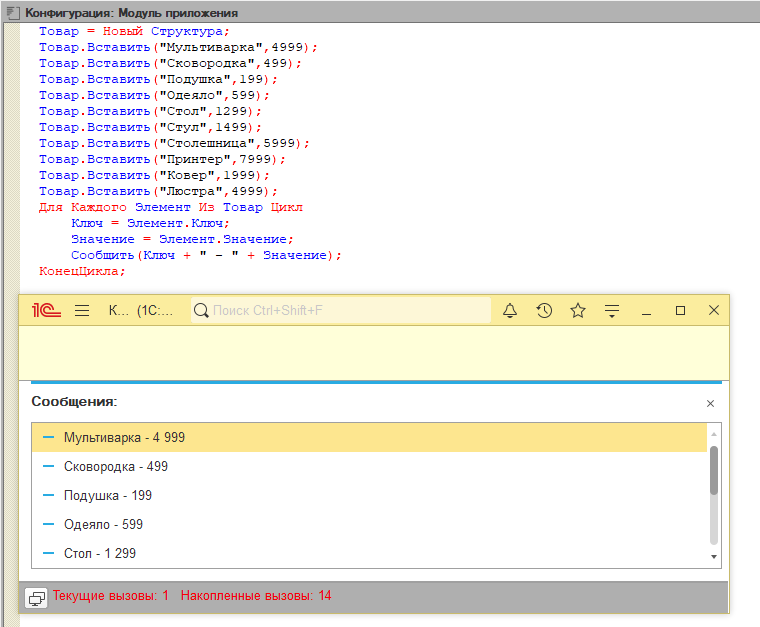 Конфигурация: Модуль приложения
Товар = Новый Структура;
Товар.Вставить("Мультиварка",4999);
Товар.Вставить("Сковородка",499);
Товар.Вставить("Подушка",199);
Товар.Вставить("Одеяло",599);
Товар.Вставить("Стол",1299);
Товар.Вставить("Стул",1499);
Товар.Вставить("Столешница",5999);
Товар.Вставить("Принтер",7999);
Товар.Вставить("Ковер",1999);
Товар.Вставить("Люстра",4999);
Для Каждого Элемент Из Товар Цикл
Ключ = Элемент.Ключ;
Значение = Элемент.Значение;
Сообщить(Ключ + " - " + Значение);
КонецЦикла;
1С К... (1С:... Поиск Ctrl+Shift+F
Сообщения:
Мультиварка - 4 999
Сковородка - 499
Подушка - 199
Одеяло - 599
Стол - 1 299
Текущие вызовы: 1 Накопленные вызовы: 14